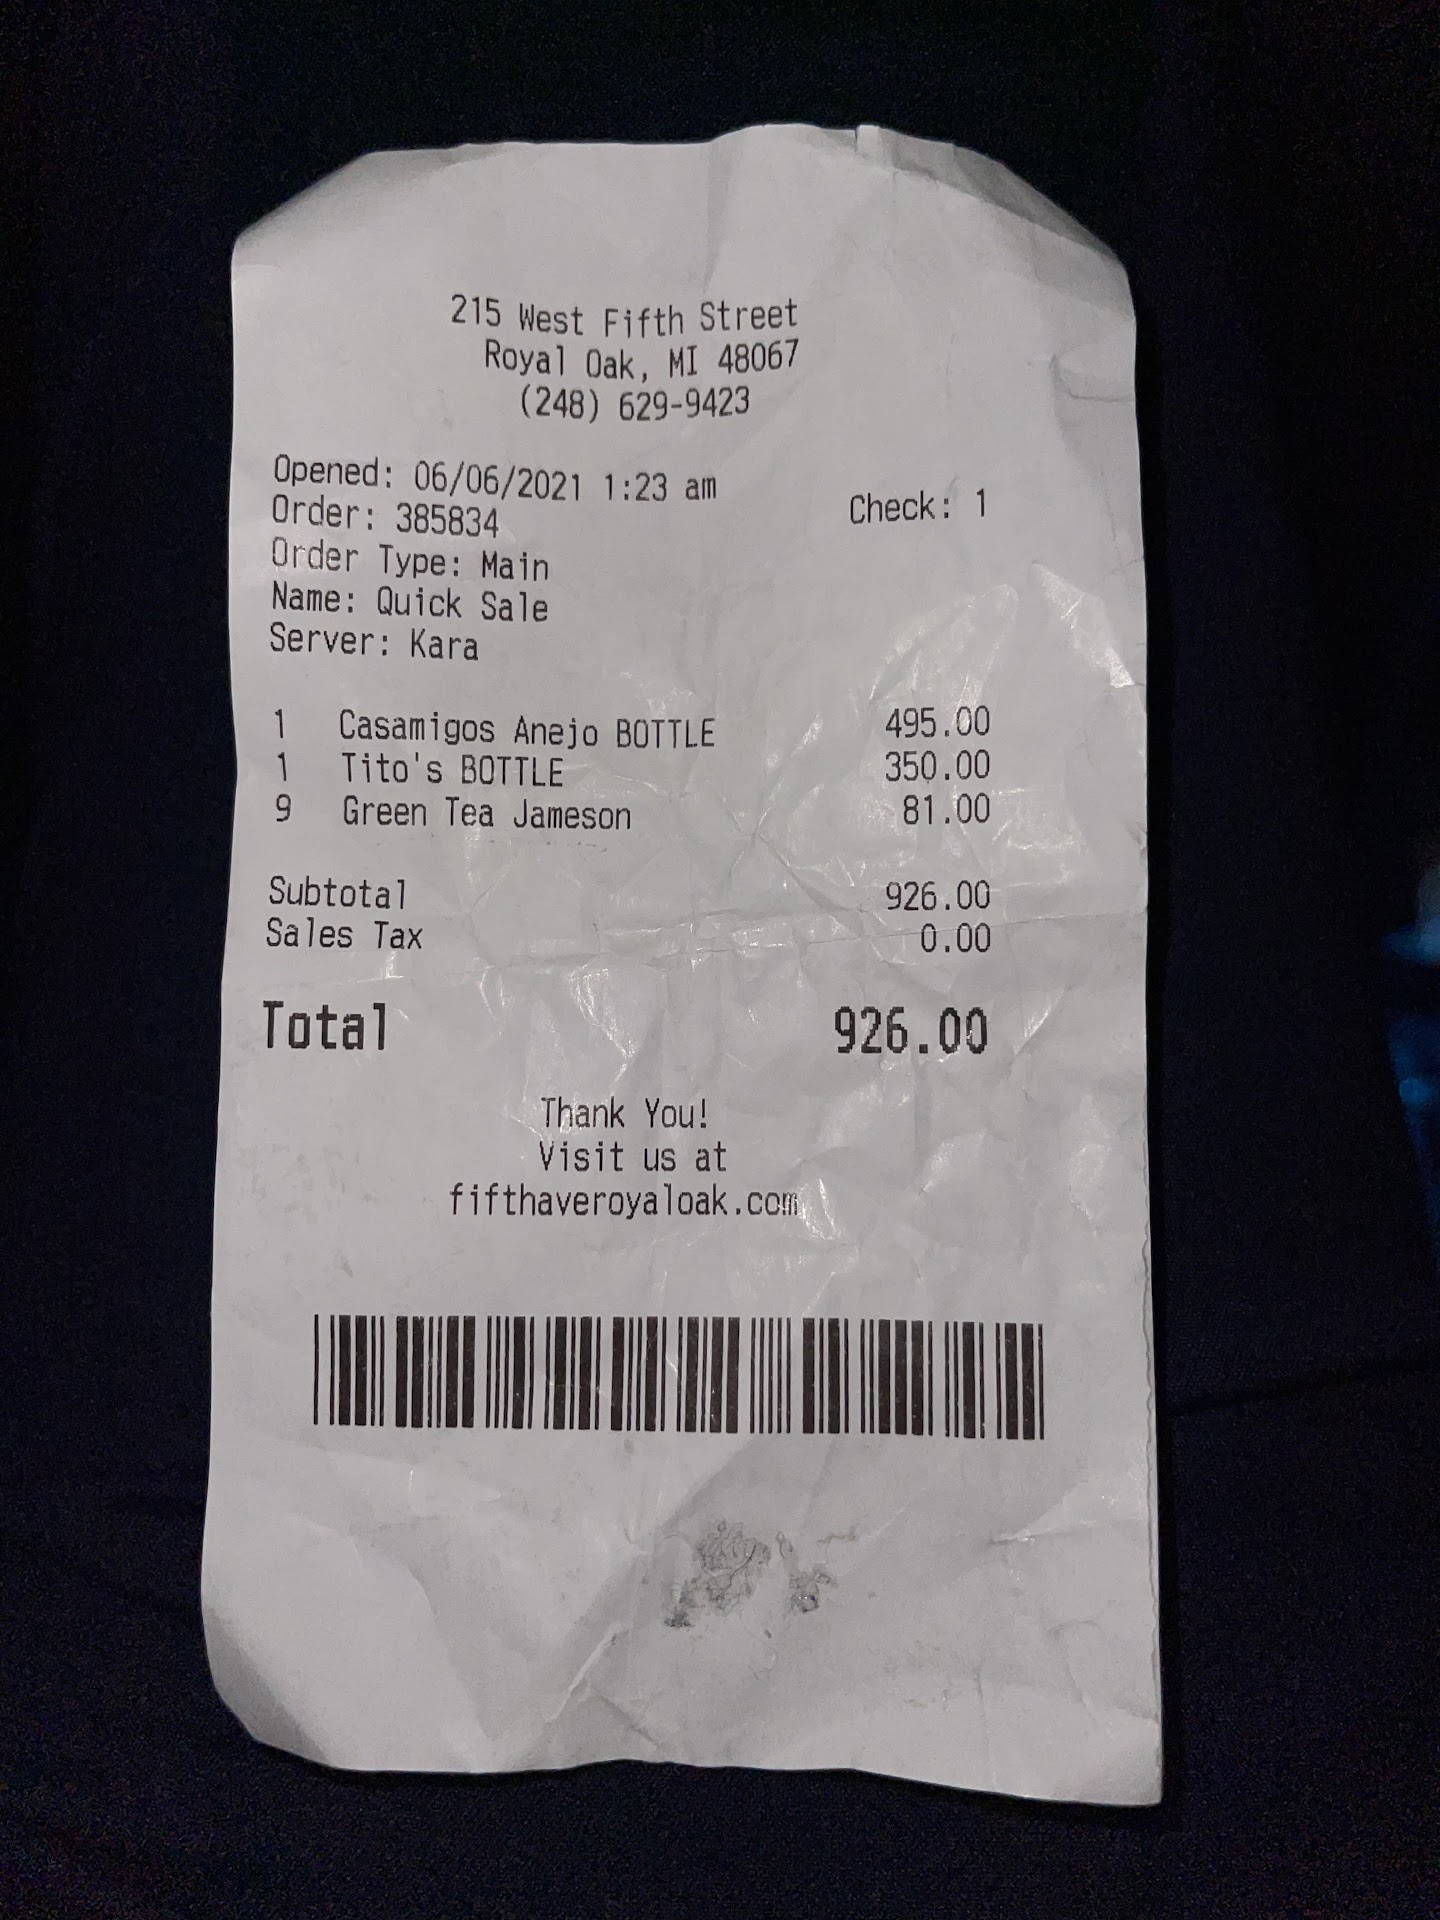 215 West Fifth Street
Royal Oak, MI 48067
(248) 629-9423
Opened: 06/06/2021 1:23 am
Order: 385834 Check: 1
Order Type: Main
Name: Quick Sale
Server: Kara
1 Casamigos Anejo BOTTLE 495.00
1 Tito's BOTTLE 350.00
9 Green Tea Jameson 81.00
Subtotal 926.00
Sales Tax 0.00
Total 926.00
Thank You!
Visit us at
fifthaveroyaloak.com